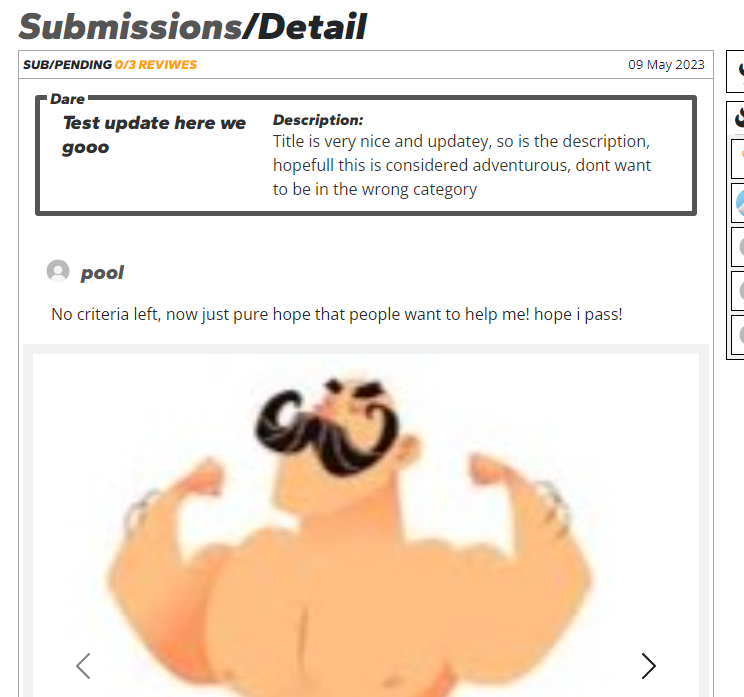 Submissions/Detail
SUB/PENDING 0/3 REVIWES
09 May 2023
Dare
Test update here we
gooo
Description:
Title is very nice and updatey, so is the description,
hopefull this is considered adventurous, dont want
to be in the wrong category
pool
No criteria left, now just pure hope that people want to help me! hope i pass!